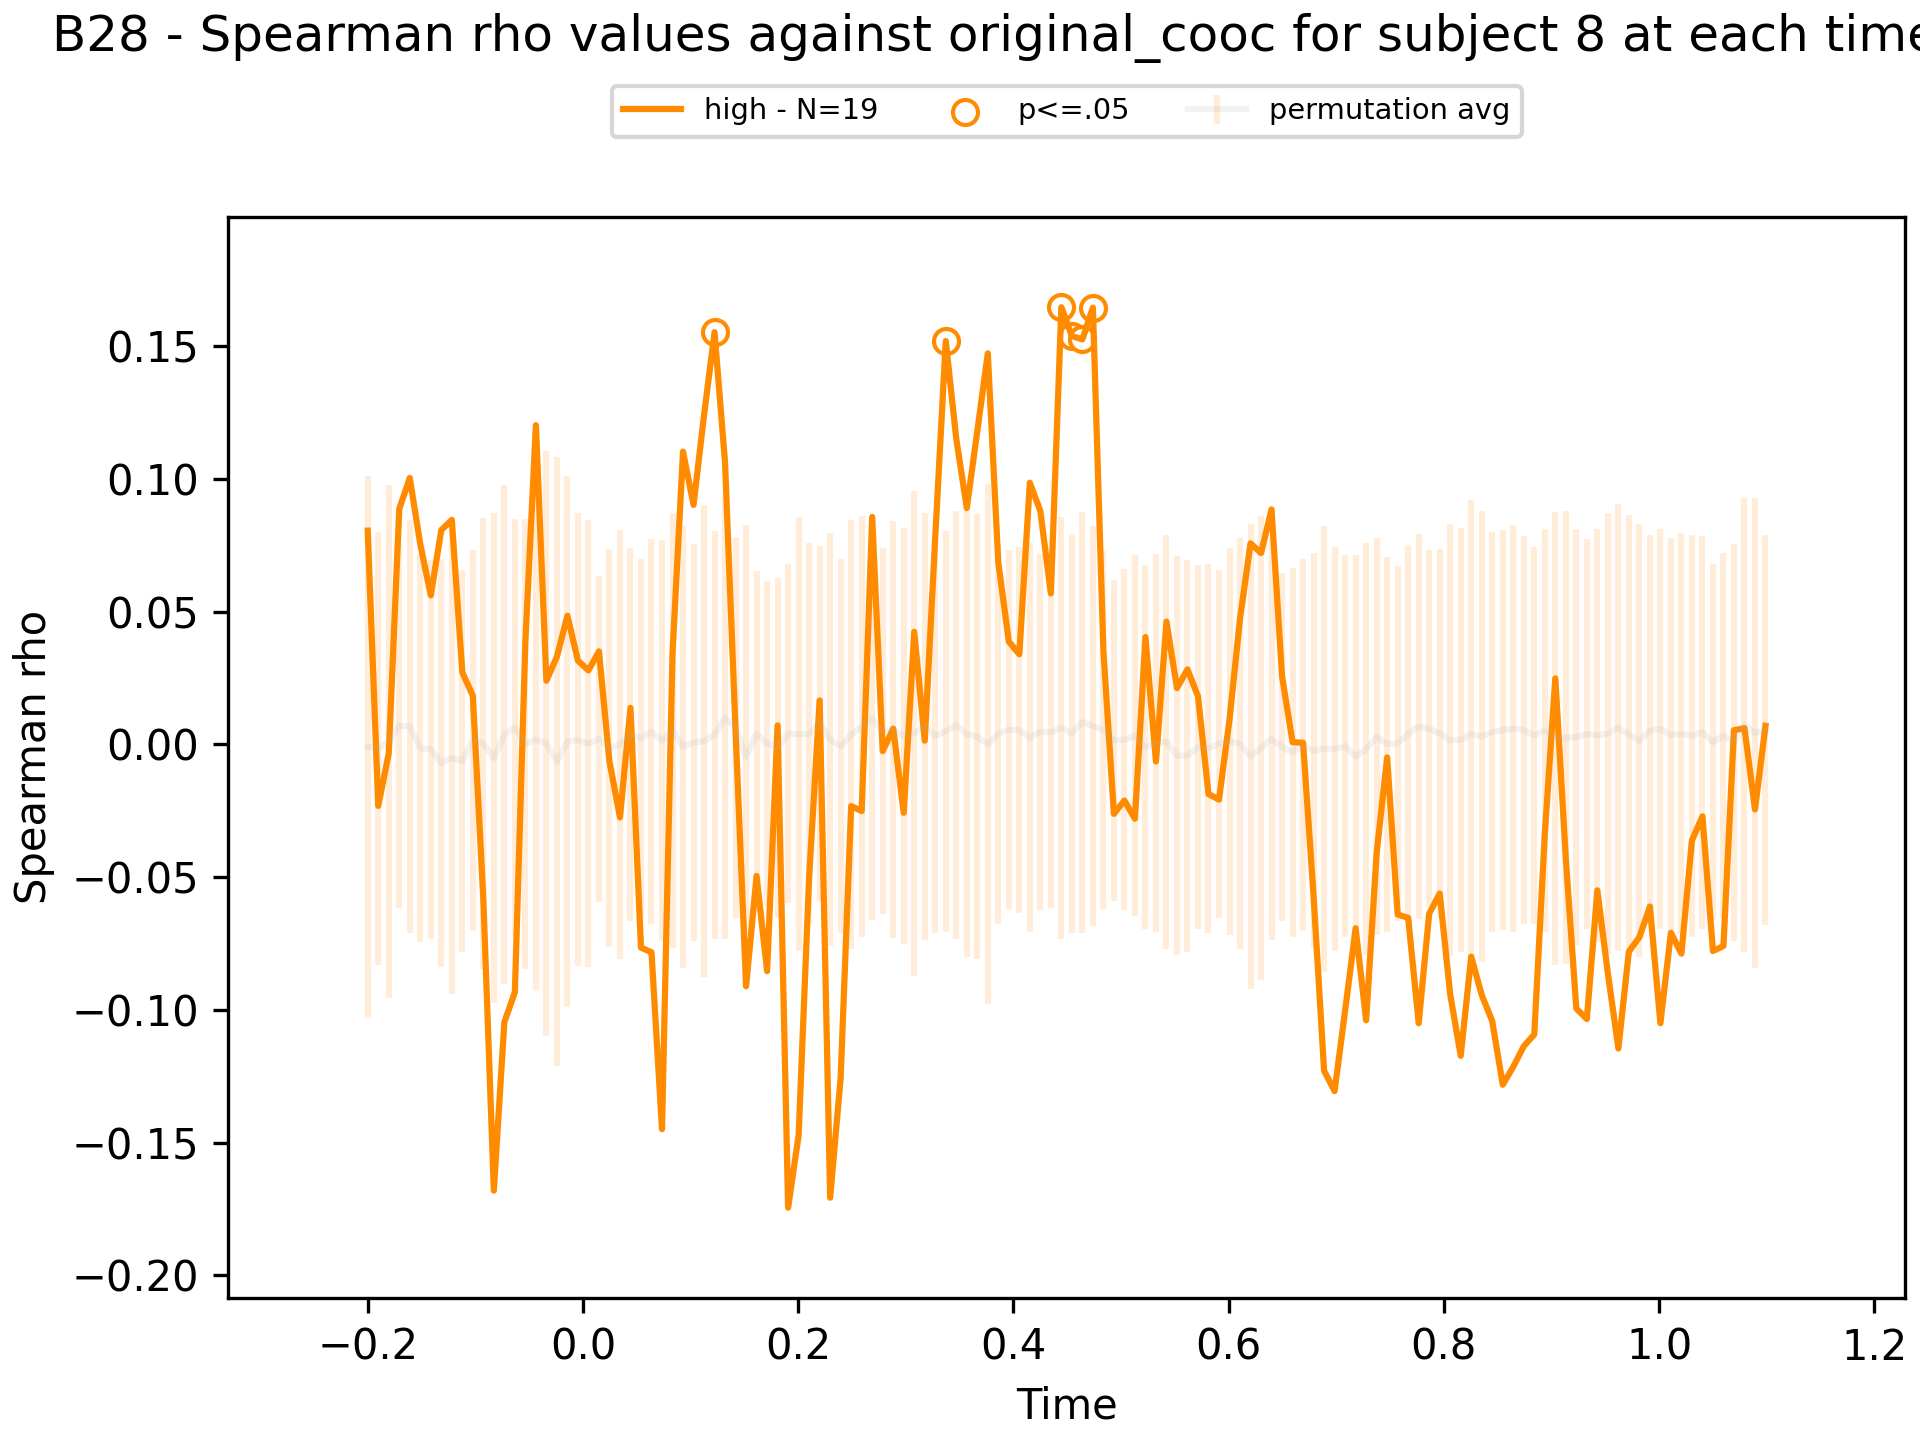 B28 - Spearman rho values against original_cooc for subject 8 at each time
high - N=19 p<=.05 permutation avg
0.15
0.10
0.05
0.00
−0.05
−0.10
−0.15
−0.20
Spearman rho
−0.2 0.0 0.2 0.4 0.6 0.8 1.0 1.2
Time